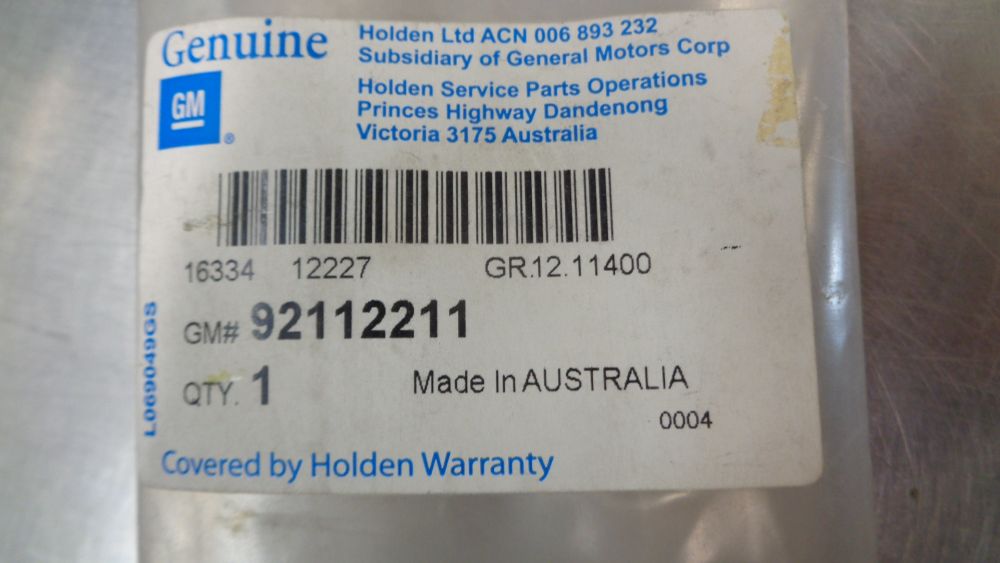 Genuine
GM
®
Holden Ltd ACN 006 893 232
Subsidiary of General Motors Corp
Holden Service Parts Operations
Princes Highway Dandenong
Victoria 3175 Australia
16334 12227 GR.12.11400
GM# 92112211
QTY. 1 Made In AUSTRALIA
0004
L069049GS
Covered by Holden Warranty